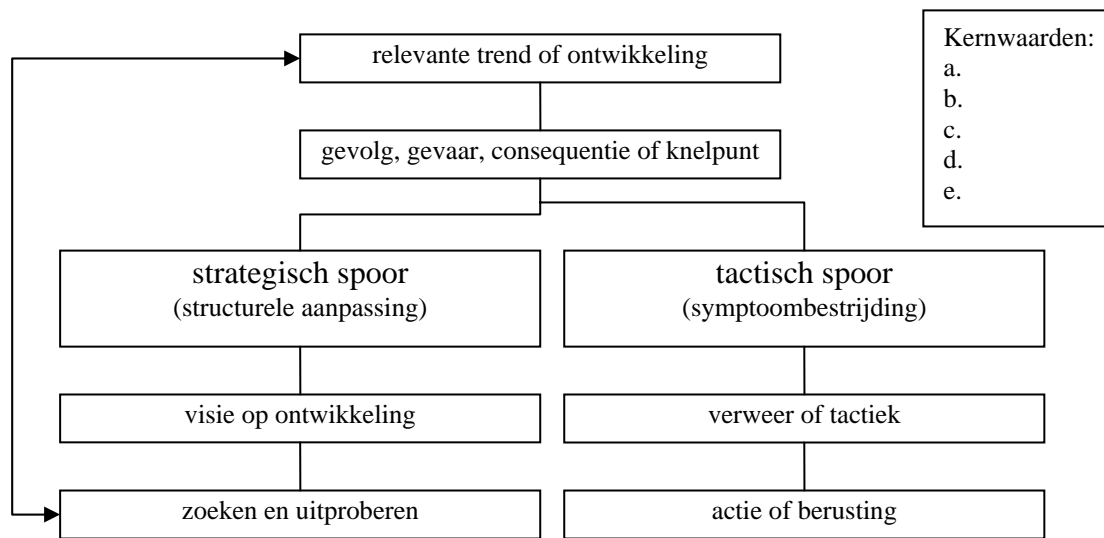 relevante trend of ontwikkeling
gevolg, gevaar, consequentie of knelpunt
Kernwaarden:
a.
b.
c.
d.
e.
strategisch spoor
(structurele aanpassing)
tactisch spoor
(symptoombestrijding)
visie op ontwikkeling
verweer of tactiek
zoeken en uitproberen
actie of berusting